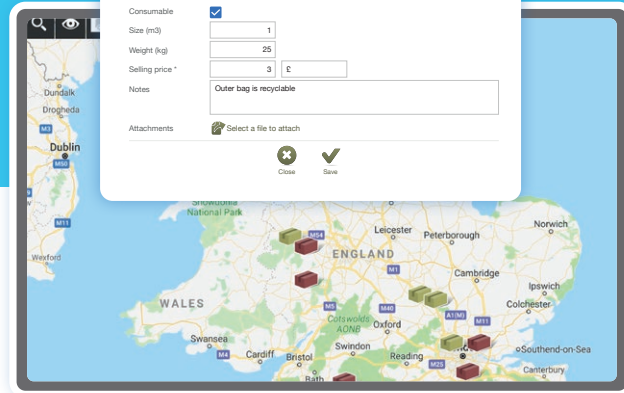 Consumable
Size (m3) 1
Weight (kg) 25
Selling price * 3 £
Notes Outer bag is recyclable
Attachments Select a file to attach
Close Save
Dundalk
Drogheda
M3
Dublin
M50
M11
Wexford
Snowdonia
National Park
M54
Leicester
Peterborough
Norwich
ENGLAND
M1
Cambridge
Ipswich
WALES
M5
M40
Colchester
A1(M)
M11
Cotswolds
AONB
Oxford
Swansea
M4
Cardiff
Bristol
Swindon
Reading
Southend-on-Sea
M25
Canterbury
Bath